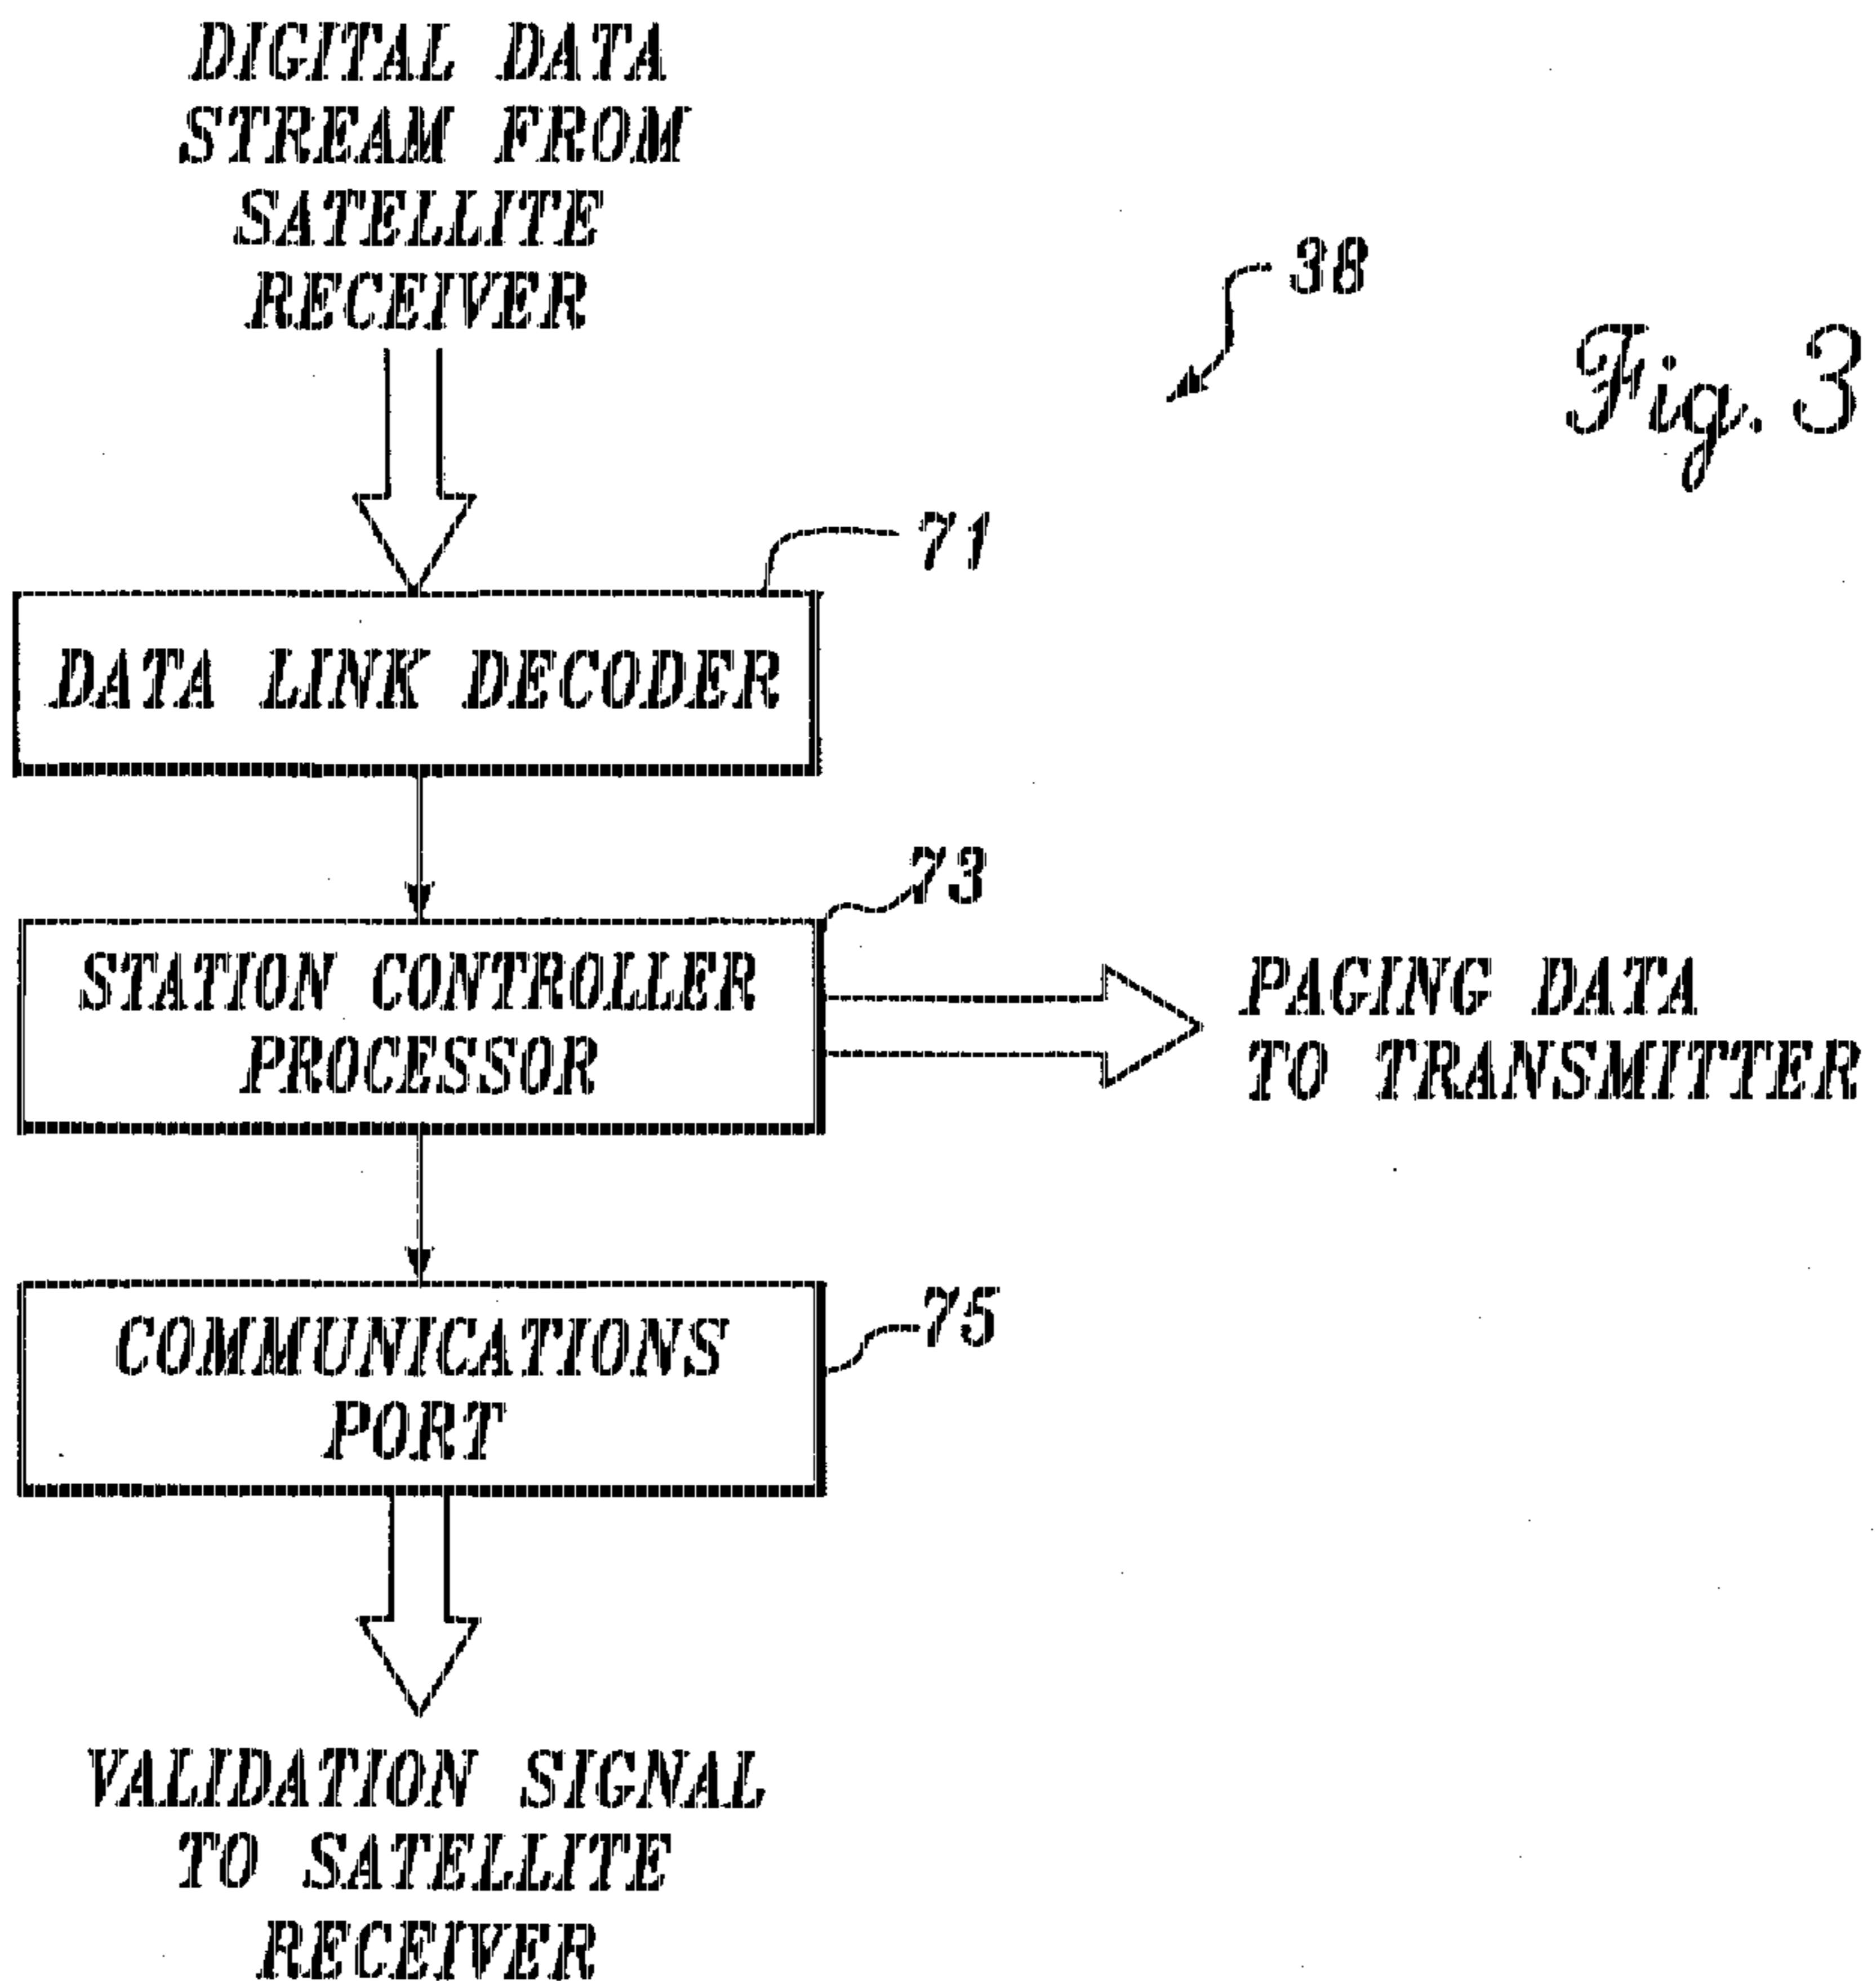 DIGITAL DATA
STREAM FROM
SATELLITE
RECEIVER
38
Fig. 3
71
DATA LINK DECODER
73
STATION CONTROLLER
PROCESSOR
PAGING DATA
TO TRANSMITTER
75
COMMUNICATIONS
PORT
VALIDATION SIGNAL
TO SATELLITE
RECEIVER